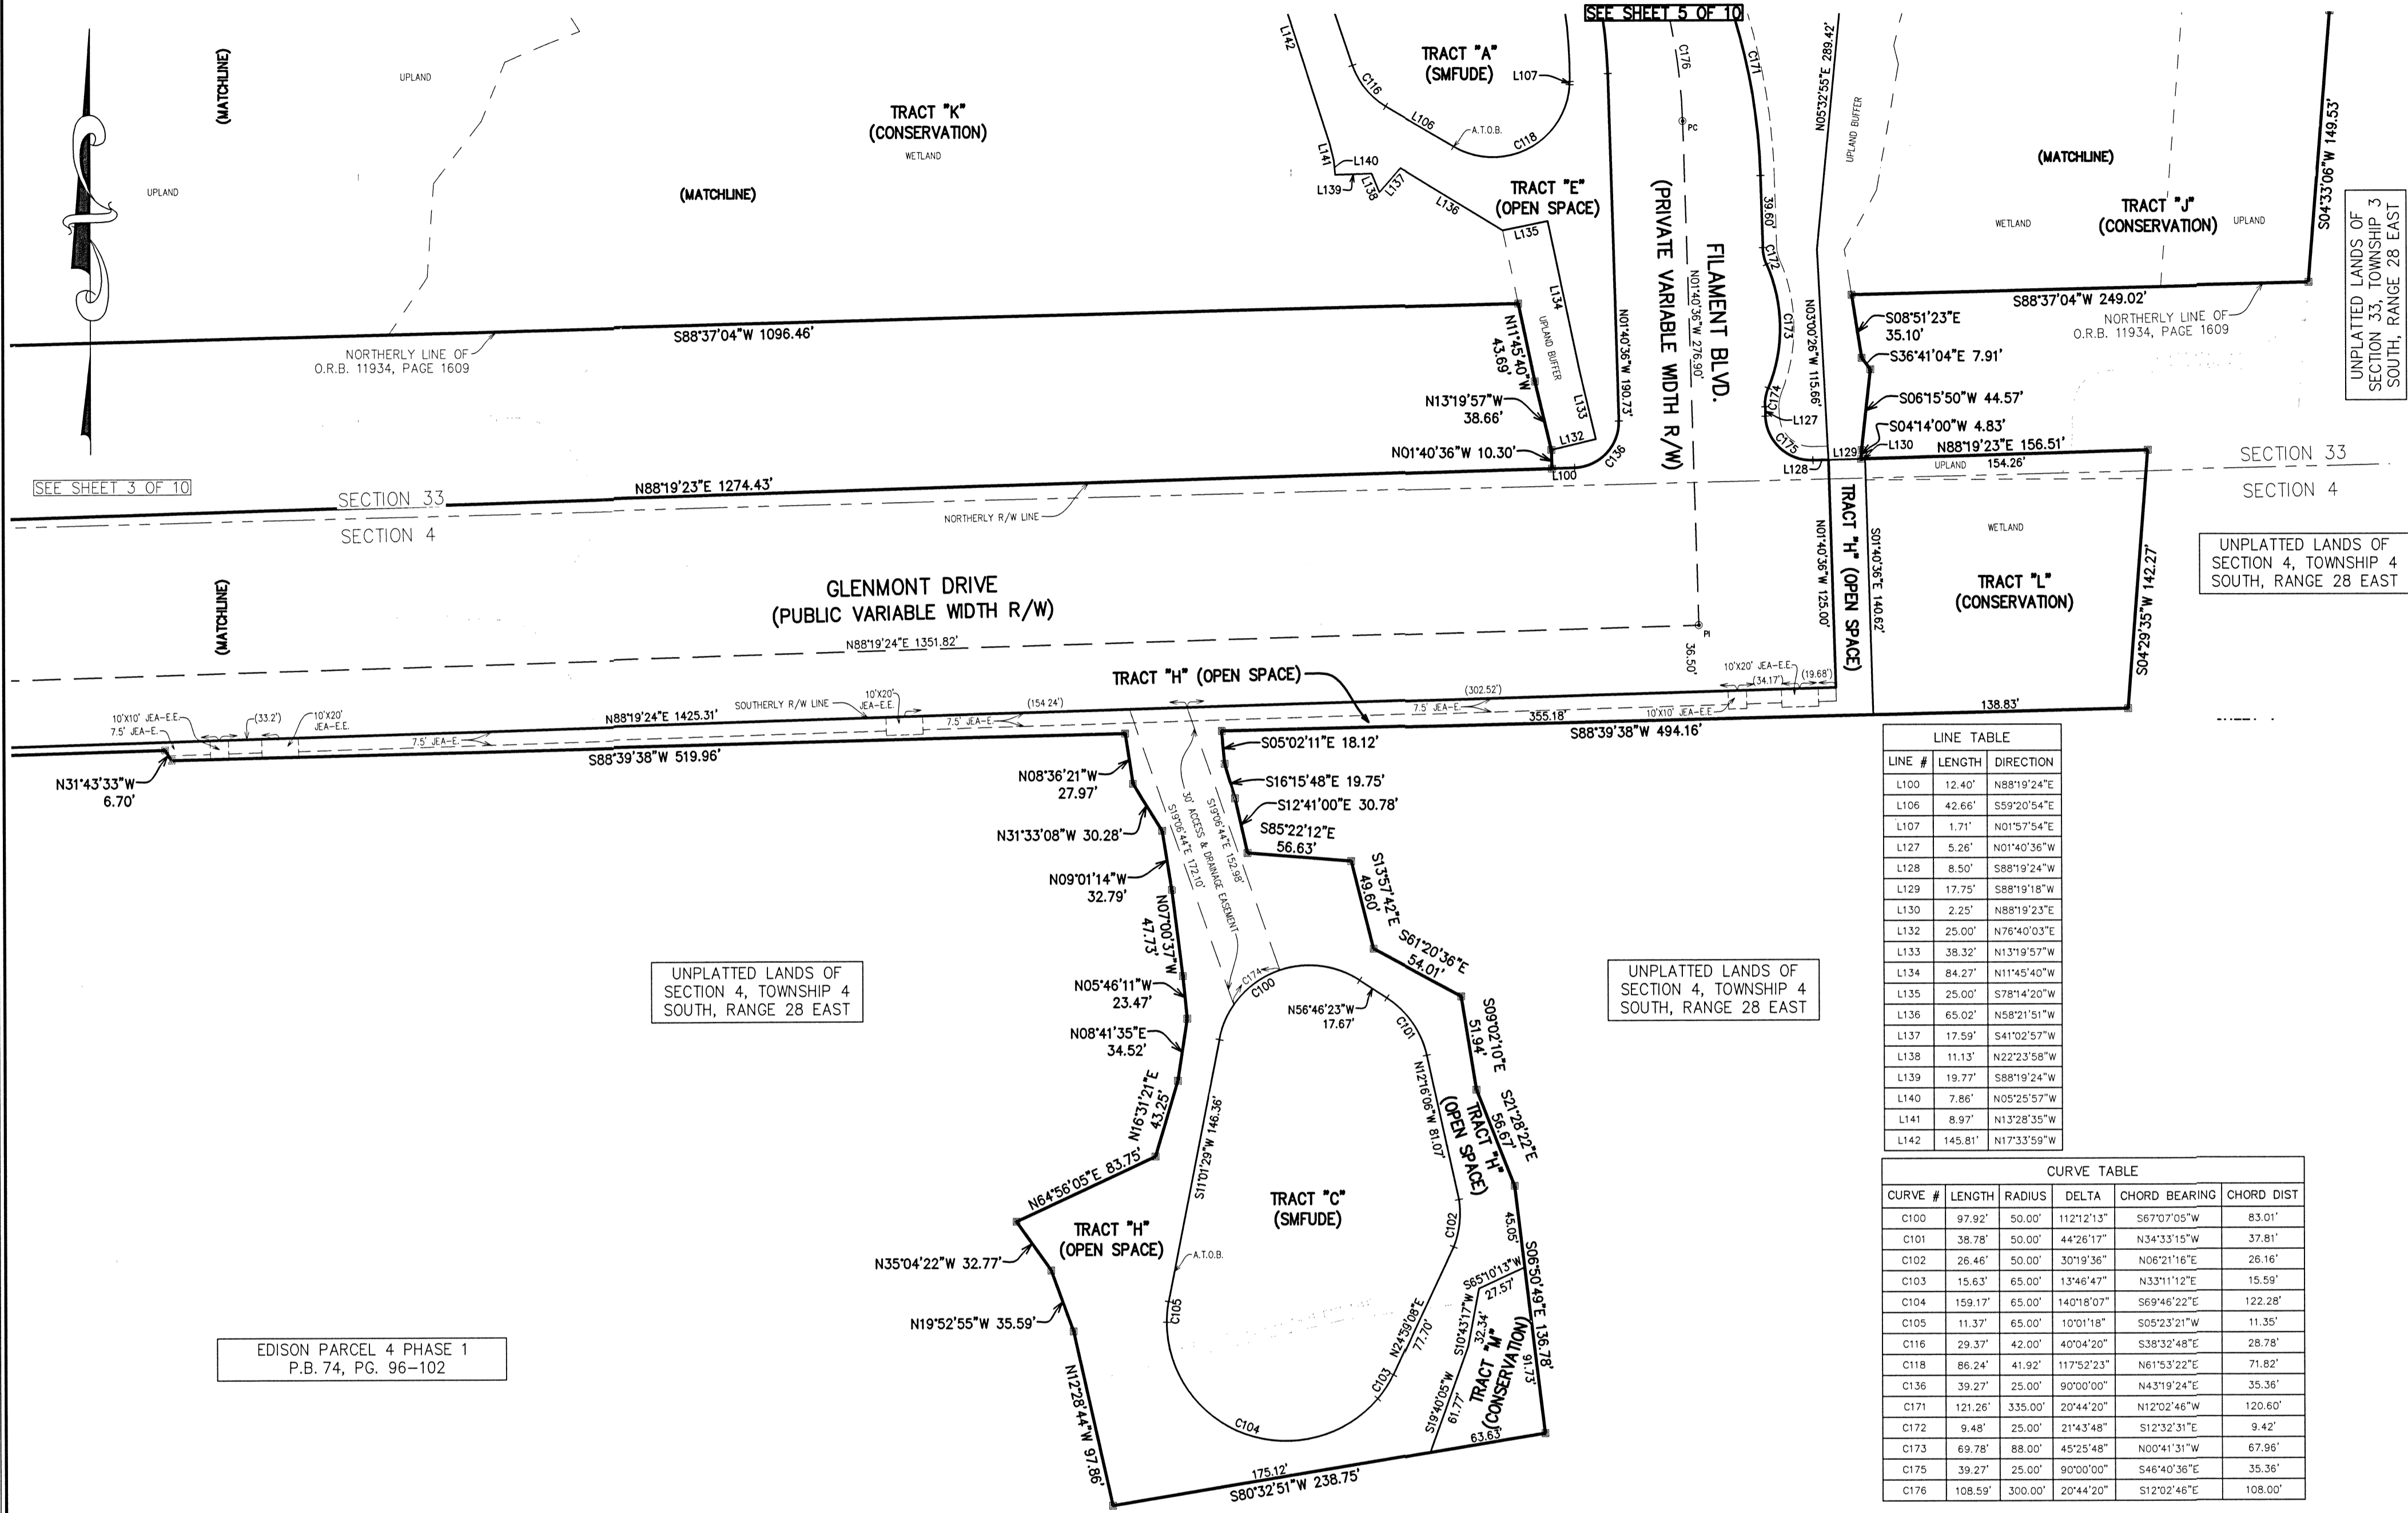 SEE SHEET 5 OF 10
(MATCHLINE)
UPLAND
UPLAND
TRACT "K"
(CONSERVATION)
WETLAND
(MATCHLINE)
L142
TRACT "A"
(SMFUDE)
L107
C116
L106
A.T.O.B.
C118
L141
L140
L139
L138
L137
L136
TRACT "E"
(OPEN SPACE)
L135
L134
UPLAND BUFFER
L133
L132
C176
PC
C171
N05°32'55"E 289.42'
UPLAND BUFFER
39.60'
C172
C173
C174
L127
C175
L128
L129
L130
(MATCHLINE)
WETLAND
TRACT "J"
(CONSERVATION)
UPLAND
S04°33'06"W 149.53'
UNPLATTED LANDS OF
SECTION 33, TOWNSHIP 3
SOUTH, RANGE 28 EAST
S88°37'04"W 1096.46'
NORTHERLY LINE OF
O.R.B. 11934, PAGE 1609
N11°45'40"W
43.69'
N13°19'57"W
38.66'
N01°40'36"W 10.30'
L100
C136
N01°40'36"W 190.73'
(PRIVATE VARIABLE WIDTH R/W)
FILAMENT BLVD.
N01°40'36"W 276.90'
N03°00'26"W 115.66'
S88°37'04"W 249.02'
NORTHERLY LINE OF
O.R.B. 11934, PAGE 1609
S08°51'23"E
35.10'
S36°41'04"E 7.91'
S06°15'50"W 44.57'
S04°14'00"W 4.83'
N88°19'23"E 156.51'
UPLAND
154.26'
SECTION 33
SECTION 4
SEE SHEET 3 OF 10
SECTION 33
SECTION 4
N88°19'23"E 1274.43'
NORTHERLY R/W LINE
(MATCHLINE)
GLENMONT DRIVE
(PUBLIC VARIABLE WIDTH R/W)
N88°19'24"E 1351.82'
PI
36.50'
N01°40'36"W 125.00'
TRACT "H" (OPEN SPACE)
S01°40'36"E 140.62'
WETLAND
TRACT "L"
(CONSERVATION)
S04°29'35"W 142.27'
UNPLATTED LANDS OF
SECTION 4, TOWNSHIP 4
SOUTH, RANGE 28 EAST
TRACT "H" (OPEN SPACE)
10'X10' JEA-E.E.
7.5' JEA-E.
(33.2')
10'X20'
JEA-E.E.
7.5' JEA-E.
N88°19'24"E 1425.31'
SOUTHERLY R/W LINE
10'X20'
JEA-E.E.
(154.24')
7.5' JEA-E.
(302.52')
7.5' JEA-E.
355.18'
10'X10' JEA-E.E
10'X20' JEA-E.E.
(34.17')
(19.68')
138.83'
S88°39'38"W 494.16'
N31°43'33"W
6.70'
S88°39'38"W 519.96'
N08°36'21"W
27.97'
N31°33'08"W 30.28'
N09°01'14"W
32.79'
N07°00'37"W
47.73'
N05°46'11"W
23.47'
N08°41'35"E
34.52'
N16°31'21"E
43.25'
N64°56'05"E 83.75'
N35°04'22"W 32.77'
N19°52'55"W 35.59'
N12°28'44"W 97.86'
S19°06'44"E 172.10'
30' ACCESS & DRAINAGE EASEMENT
S19°06'44"E 152.98'
S05°02'11"E 18.12'
S16°15'48"E 19.75'
S12°41'00"E 30.78'
S85°22'12"E
56.63'
S13°57'42"E
49.60'
S61°20'36"E
54.01'
S09°02'10"E
51.94'
S21°28'22"E
56.67'
TRACT "H"
(OPEN SPACE)
45.05'
S06°50'49"E 136.78'
91.73'
C174
C100
N56°46'23"W
17.67'
C101
N12°16'06"W 81.07'
C102
TRACT "C"
(SMFUDE)
S11°01'29"W 146.36'
TRACT "H"
(OPEN SPACE)
A.T.O.B.
C105
C104
C103
N24°59'08"E
77.70'
S65°10'13"W
27.57'
S10°43'17"W
32.34'
S19°40'05"W
61.77'
TRACT "M"
(CONSERVATION)
63.63'
175.12'
S80°32'51"W 238.75'
UNPLATTED LANDS OF
SECTION 4, TOWNSHIP 4
SOUTH, RANGE 28 EAST
UNPLATTED LANDS OF
SECTION 4, TOWNSHIP 4
SOUTH, RANGE 28 EAST
EDISON PARCEL 4 PHASE 1
P.B. 74, PG. 96-102
LINE TABLE
LINE # LENGTH DIRECTION
L100 12.40' N88°19'24"E
L106 42.66' S59°20'54"E
L107 1.71' N01°57'54"E
L127 5.26' N01°40'36"W
L128 8.50' S88°19'24"W
L129 17.75' S88°19'18"W
L130 2.25' N88°19'23"E
L132 25.00' N76°40'03"E
L133 38.32' N13°19'57"W
L134 84.27' N11°45'40"W
L135 25.00' S78°14'20"W
L136 65.02' N58°21'51"W
L137 17.59' S41°02'57"W
L138 11.13' N22°23'58"W
L139 19.77' S88°19'24"W
L140 7.86' N05°25'57"W
L141 8.97' N13°28'35"W
L142 145.81' N17°33'59"W
CURVE TABLE
CURVE # LENGTH RADIUS DELTA CHORD BEARING CHORD DIST
C100 97.92' 50.00' 112°12'13" S67°07'05"W 83.01'
C101 38.78' 50.00' 44°26'17" N34°33'15"W 37.81'
C102 26.46' 50.00' 30°19'36" N06°21'16"E 26.16'
C103 15.63' 65.00' 13°46'47" N33°11'12"E 15.59'
C104 159.17' 65.00' 140°18'07" S69°46'22"E 122.28'
C105 11.37' 65.00' 10°01'18" S05°23'21"W 11.35'
C116 29.37' 42.00' 40°04'20" S38°32'48"E 28.78'
C118 86.24' 41.92' 117°52'23" N61°53'22"E 71.82'
C136 39.27' 25.00' 90°00'00" N43°19'24"E 35.36'
C171 121.26' 335.00' 20°44'20" N12°02'46"W 120.60'
C172 9.48' 25.00' 21°43'48" S12°32'31"E 9.42'
C173 69.78' 88.00' 45°25'48" N00°41'31"W 67.96'
C175 39.27' 25.00' 90°00'00" S46°40'36"E 35.36'
C176 108.59' 300.00' 20°44'20" S12°02'46"E 108.00'